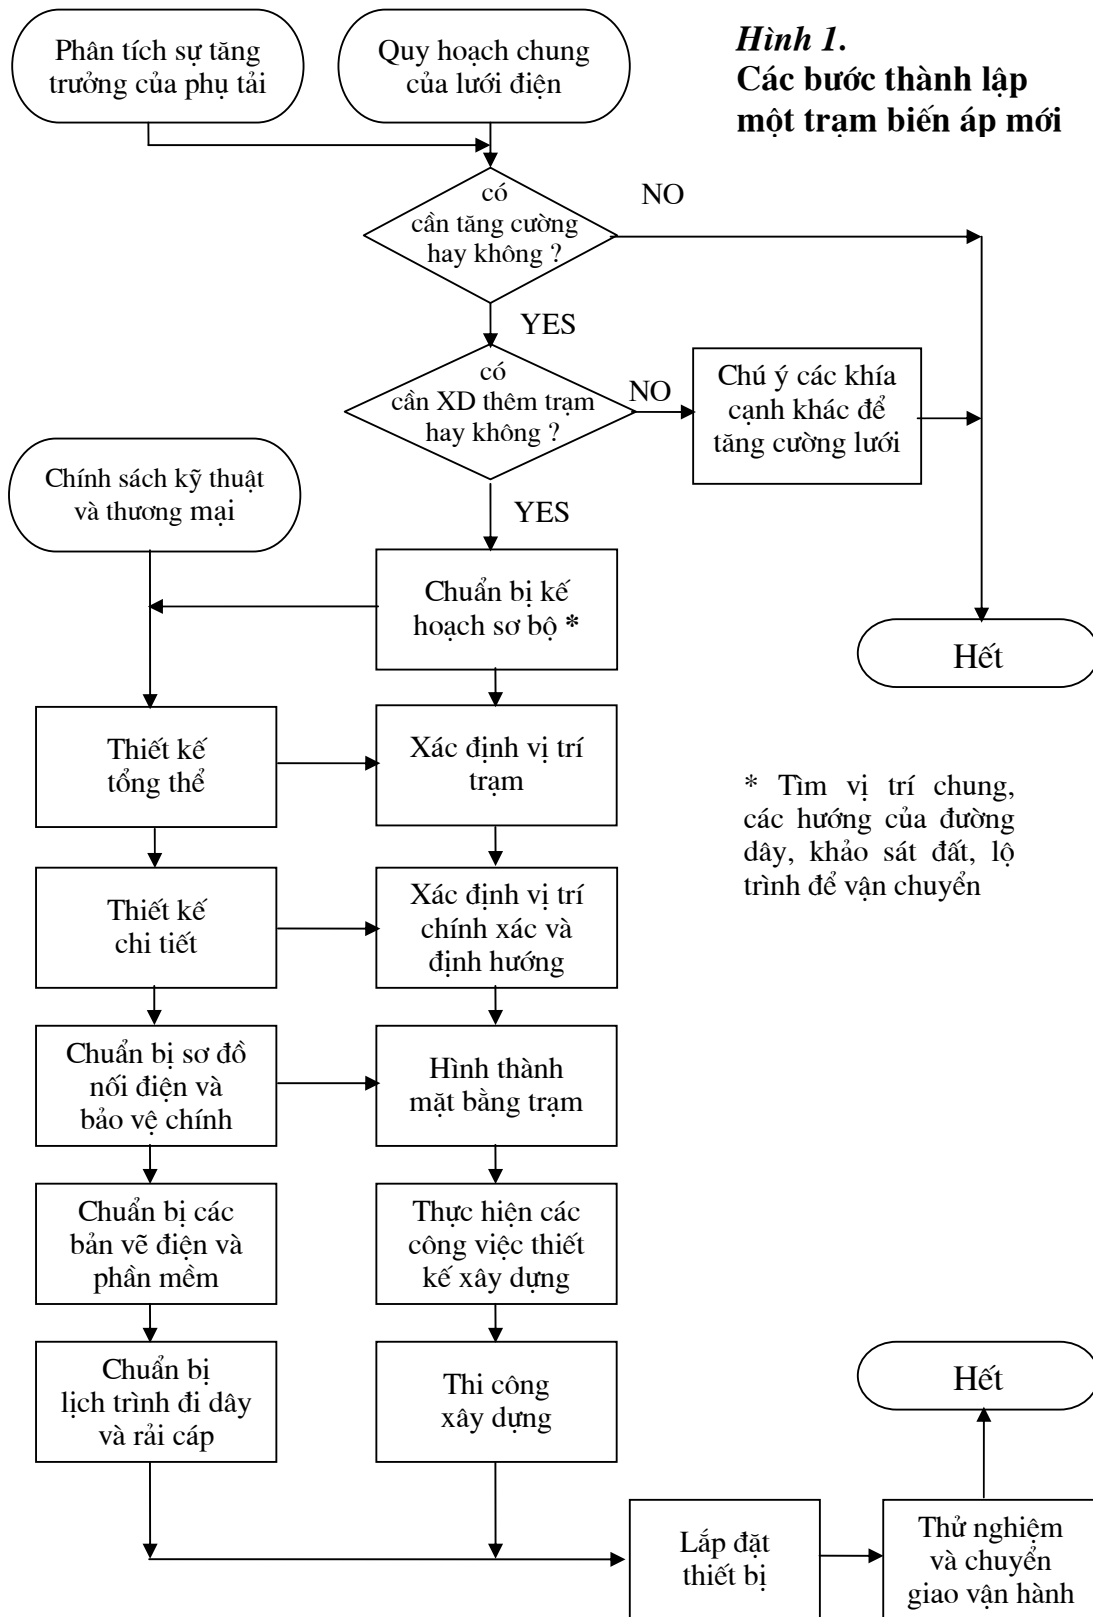 Phân tích sự tăng
trưởng của phụ tải
Quy hoạch chung
của lưới điện
Hình 1.
Các bước thành lập
một trạm biến áp mới
có
cần tăng cường
hay không ?
NO
YES
có
cần XD thêm trạm
hay không ?
NO
Chú ý các khía
cạnh khác để
tăng cường lưới
YES
Chính sách kỹ thuật
và thương mại
Chuẩn bị kế
hoạch sơ bộ *
Hết
Thiết kế
tổng thể
Xác định vị trí
trạm
* Tìm vị trí chung,
các hướng của đường
dây, khảo sát đất, lộ
trình để vận chuyển
Thiết kế
chi tiết
Xác định vị trí
chính xác và
định hướng
Chuẩn bị sơ đồ
nối điện và
bảo vệ chính
Hình thành
mặt bằng trạm
Chuẩn bị các
bản vẽ điện và
phần mềm
Thực hiện các
công việc thiết
kế xây dựng
Chuẩn bị
lịch trình đi dây
và rải cáp
Thi công
xây dựng
Hết
Lắp đặt
thiết bị
Thử nghiệm
và chuyển
giao vận hành